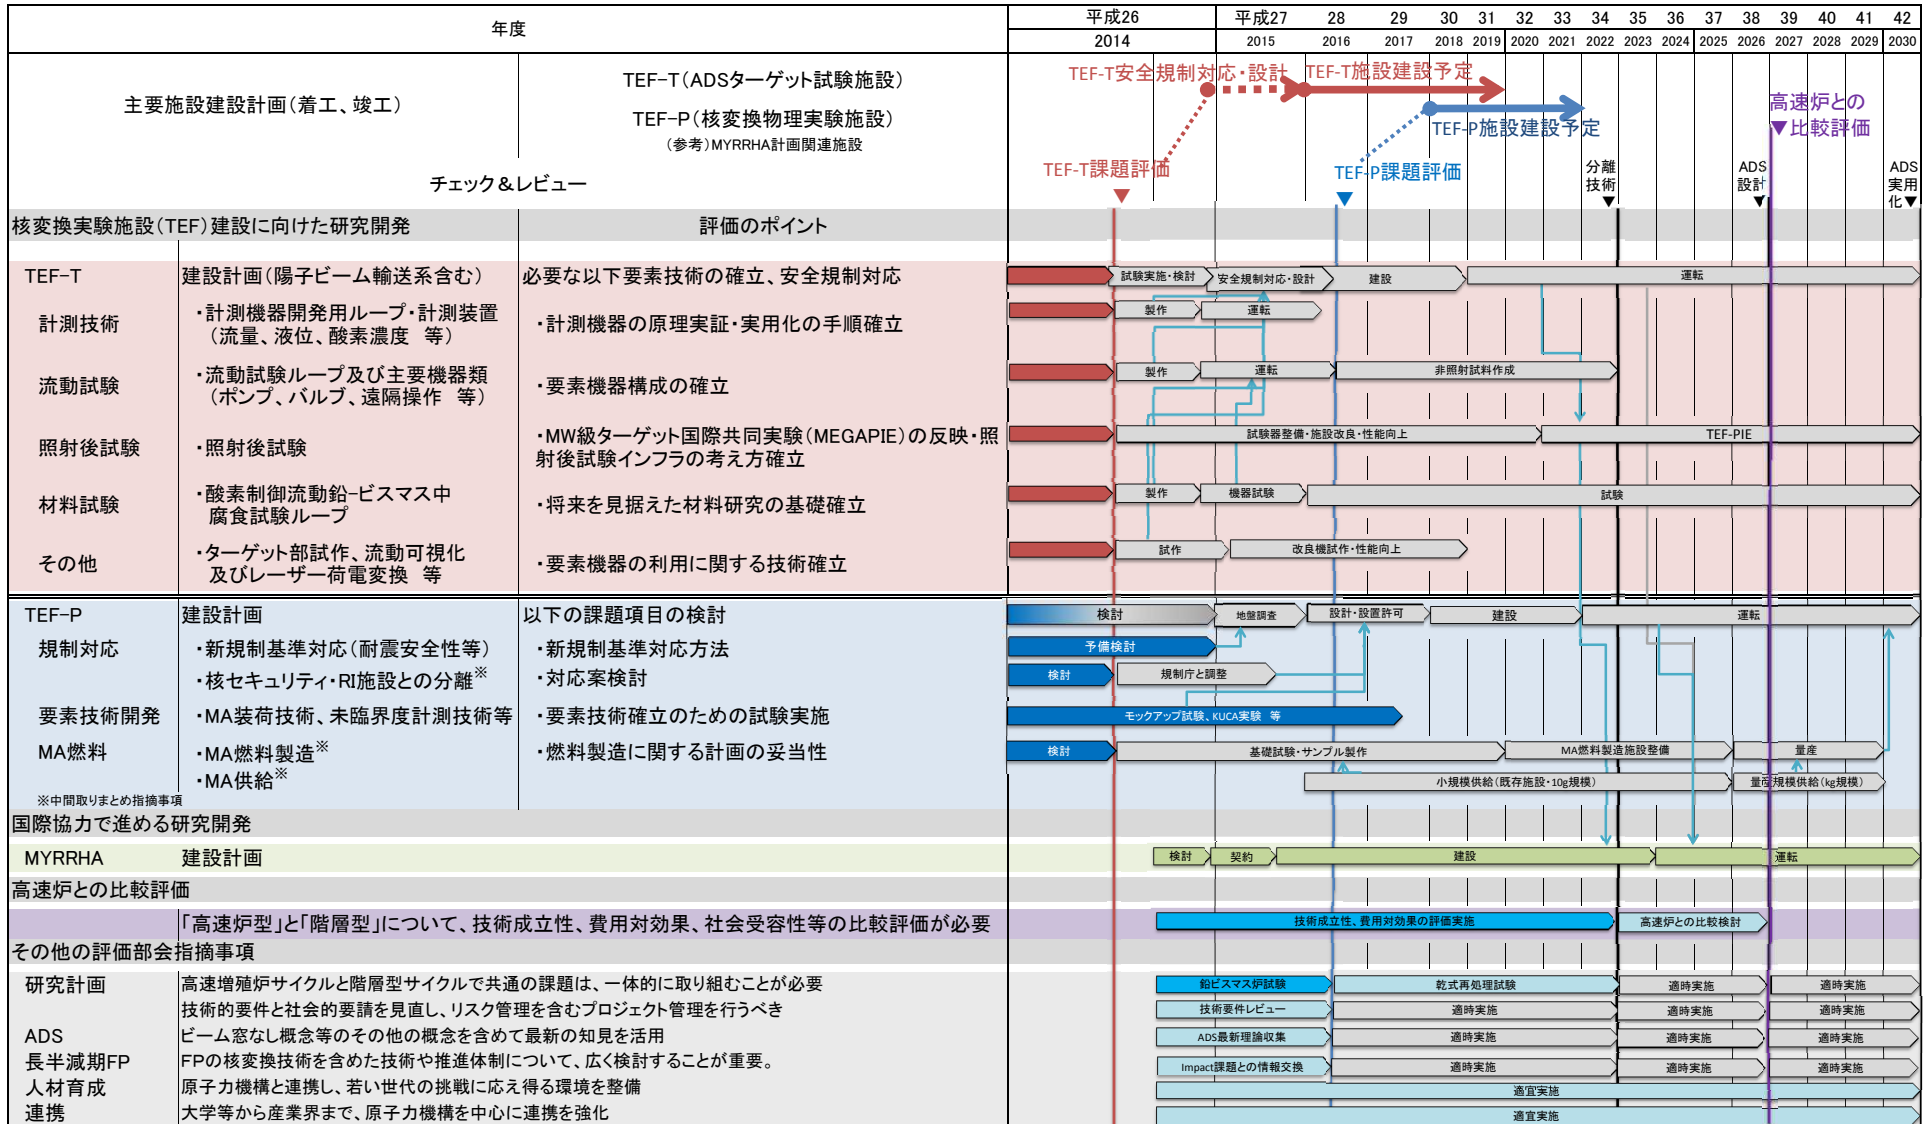 年度
平成26 平成27 28 29 30 31 32 33 34 35 36 37 38 39 40 41 42
2014 2015 2016 2017 2018 2019 2020 2021 2022 2023 2024 2025 2026 2027 2028 2029 2030
主要施設建設計画(着工、竣工)
TEF-T(ADSターゲット試験施設)
TEF-P(核変換物理実験施設)
(参考)MYRRHA計画関連施設
TEF-T安全規制対応・設計 TEF-T施設建設予定
TEF-P施設建設予定
高速炉との
▼比較評価
チェック&レビュー
TEF-T課題評価
▼
TEF-P課題評価
▼
分離
技術
▼
ADS
設計
▼
ADS
実用
化▼
核変換実験施設(TEF)建設に向けた研究開発 評価のポイント
TEF-T 建設計画(陽子ビーム輸送系含む) 必要な以下要素技術の確立、安全規制対応 試験実施・検討 安全規制対応・設計 建設 運転
計測技術 ・計測機器開発用ループ・計測装置
(流量、液位、酸素濃度 等) ・計測機器の原理実証・実用化の手順確立 製作 運転
流動試験 ・流動試験ループ及び主要機器類
(ポンプ、バルブ、遠隔操作 等) ・要素機器構成の確立 製作 運転 非照射試料作成
照射後試験 ・照射後試験 ・MW級ターゲット国際共同実験(MEGAPIE)の反映・照
射後試験インフラの考え方確立 試験器整備・施設改良・性能向上 TEF-PIE
材料試験 ・酸素制御流動鉛-ビスマス中
腐食試験ループ ・将来を見据えた材料研究の基礎確立 製作 機器試験 試験
その他 ・ターゲット部試作、流動可視化
及びレーザー荷電変換 等 ・要素機器の利用に関する技術確立 試作 改良機試作・性能向上
TEF-P 建設計画 以下の課題項目の検討 検討 地盤調査 設計・設置許可 建設 運転
規制対応 ・新規制基準対応(耐震安全性等) ・新規制基準対応方法 予備検討
・核セキュリティ・RI施設との分離※ ・対応案検討 検討 規制庁と調整
要素技術開発 ・MA装荷技術、未臨界度計測技術等 ・要素技術確立のための試験実施 モックアップ試験、KUCA実験 等
MA燃料 ・MA燃料製造※ ・燃料製造に関する計画の妥当性 検討 基礎試験・サンプル製作 MA燃料製造施設整備 量産
・MA供給※ 小規模供給(既存施設・10g規模) 量産規模供給(kg規模)
※中間取りまとめ指摘事項
国際協力で進める研究開発
MYRRHA 建設計画 検討 契約 建設 運転
高速炉との比較評価
「高速炉型」と「階層型」について、技術成立性、費用対効果、社会受容性等の比較評価が必要 技術成立性、費用対効果の評価実施 高速炉との比較検討
その他の評価部会指摘事項
研究計画 高速増殖炉サイクルと階層型サイクルで共通の課題は、一体的に取り組むことが必要 鉛ビスマス炉試験 乾式再処理試験 適時実施 適時実施
技術的要件と社会的要請を見直し、リスク管理を含むプロジェクト管理を行うべき 技術要件レビュー 適時実施 適時実施 適時実施
ADS ビーム窓なし概念等のその他の概念を含めて最新の知見を活用 ADS最新理論収集 適時実施 適時実施 適時実施
長半減期FP FPの核変換技術を含めた技術や推進体制について、広く検討することが重要。 Impact課題との情報交換 適時実施 適時実施 適時実施
人材育成 原子力機構と連携し、若い世代の挑戦に応え得る環境を整備 適宜実施
連携 大学等から産業界まで、原子力機構を中心に連携を強化 適宜実施